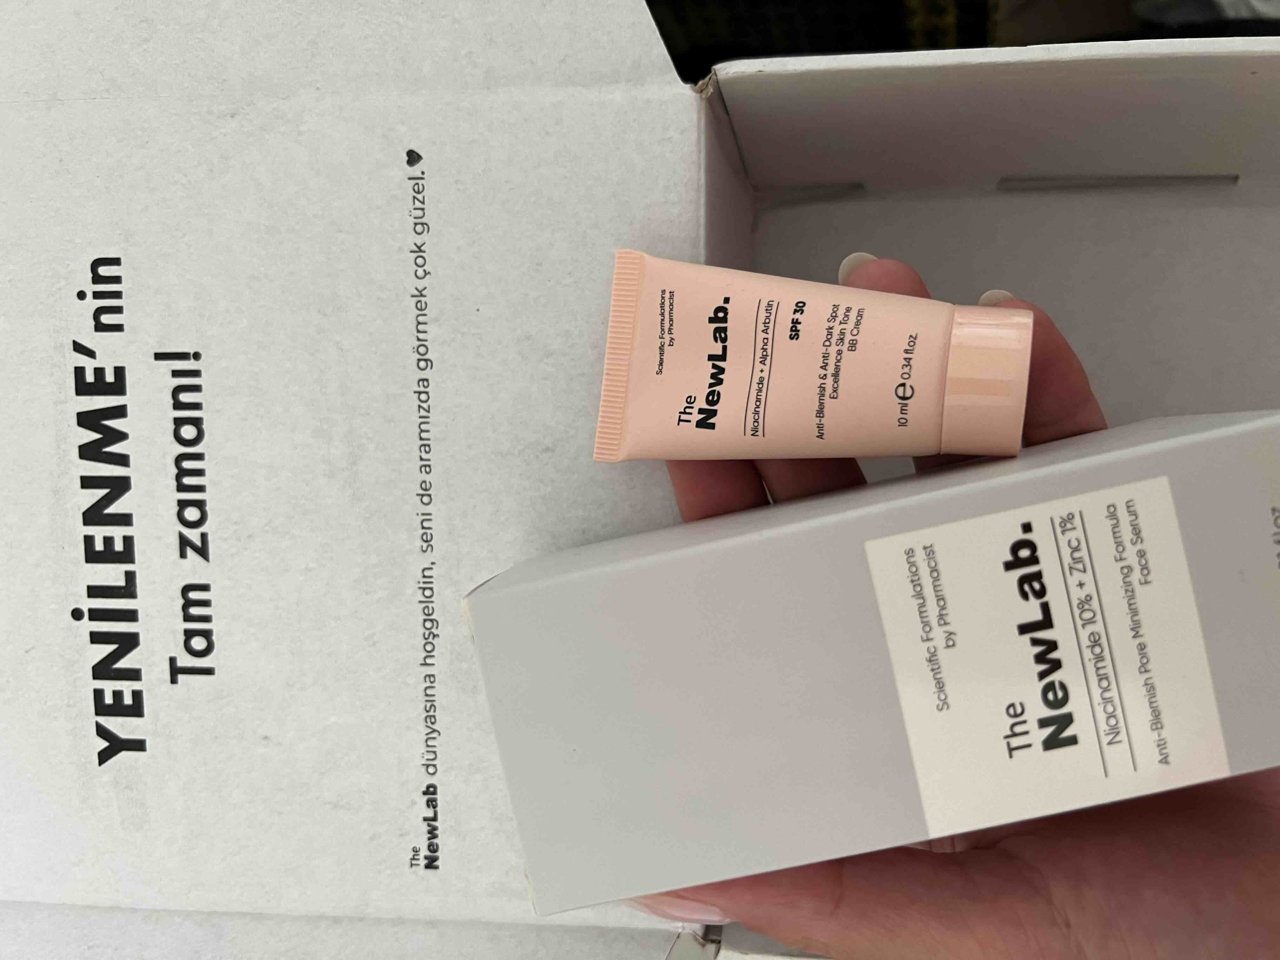 YENİLENME'nin
Tam zamanı!
The
NewLab dünyasına hoşgeldin, seni de aramızda görmek çok güzel.♥
Scientific Formulations
by Pharmacist
The
NewLab.
Niacinamide + Alpha Arbutin
SPF 30
Anti-Blemish & Anti-Dark Spot
Excellence Skin Tone
BB Cream
10 ml e 0.34 fl.oz
Scientific Formulations
by Pharmacist
The
NewLab.
Niacinamide 10% + Zinc 1%
Anti-Blemish Pore Minimizing Formula
Face Serum